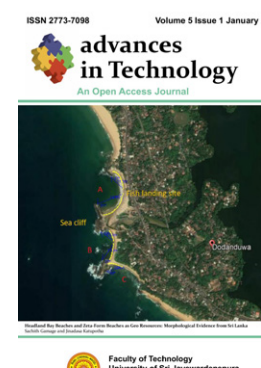 ISSN 2773-7098 Volume 5 Issue 1 January
advances
in Technology
An Open Access Journal
A
Fish landing site
Sea cliff
Dodanduwa
B
C
Headland Bay Beaches and Zeta-Form Beaches as Geo Resources: Morphological Evidence from Sri Lanka
Faculty of Technology
University of Sri Jayewardenepura